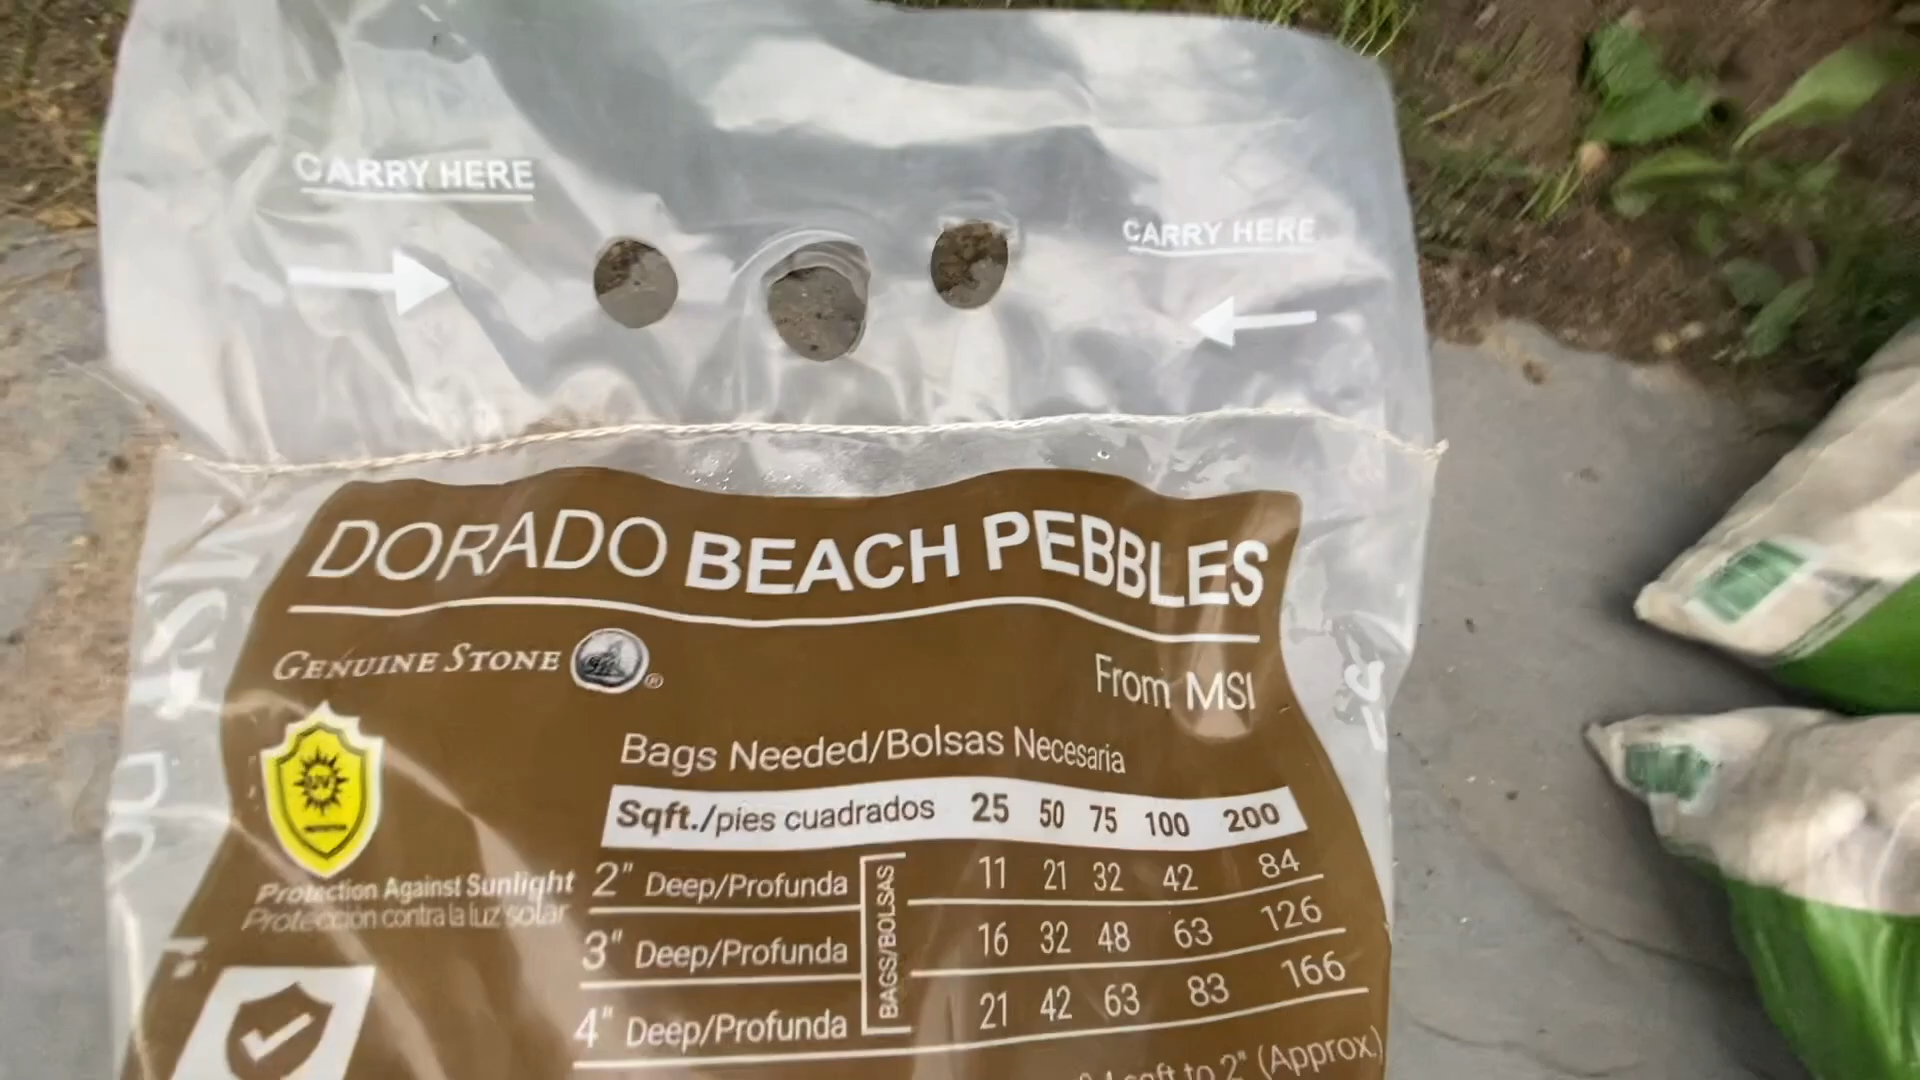 CARRY HERE
CARRY HERE
DORADO BEACH PEBBLES
GENUINE STONE ®
From MSI
Bags Needed/Bolsas Necesaria
Sqft./pies cuadrados 25 50 75 100 200
UV
Protection Against Sunlight
Protección contra la luz solar
BAGS/BOLSAS
2" Deep/Profunda 11 21 32 42 84
3" Deep/Profunda 16 32 48 63 126
4" Deep/Profunda 21 42 63 83 166
sqft to 2" (Approx.)